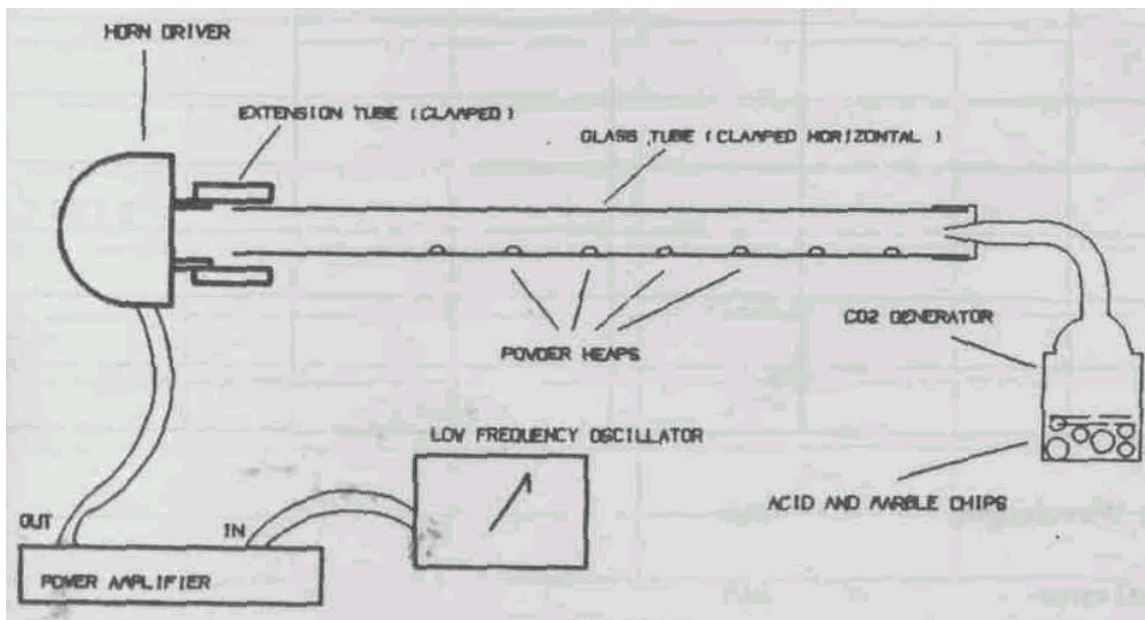 HORN DRIVER
EXTENSION TUBE (CLAMPED)
GLASS TUBE (CLAMPED HORIZONTAL )
POWDER HEAPS
CO2 GENERATOR
LOW FREQUENCY OSCILLATOR
ACID AND MARBLE CHIPS
OUT
IN
POWER AMPLIFIER